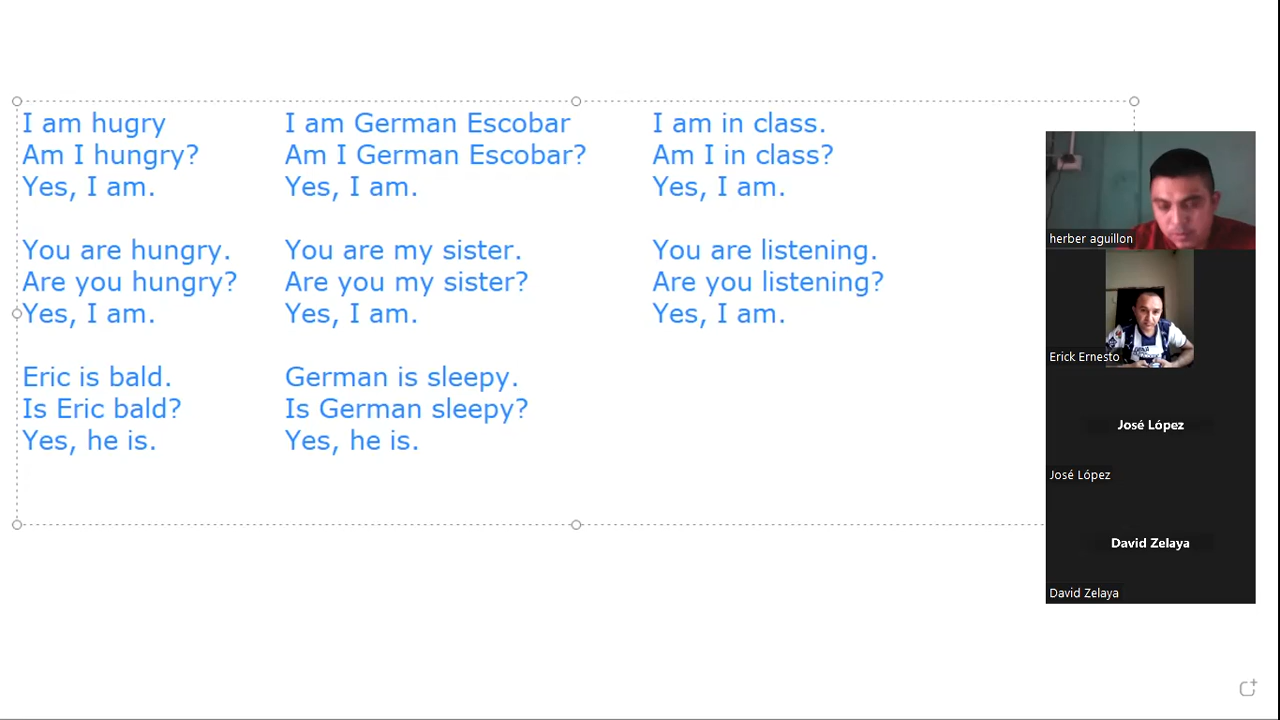 I am hugry
Am I hungry?
Yes, I am.
I am German Escobar
Am I German Escobar?
Yes, I am.
I am in class.
Am I in class?
Yes, I am.
You are hungry.
Are you hungry?
Yes, I am.
You are my sister.
Are you my sister?
Yes, I am.
You are listening.
Are you listening?
Yes, I am.
Eric is bald.
Is Eric bald?
Yes, he is.
German is sleepy.
Is German sleepy?
Yes, he is.
herber aguillon
Erick Ernesto
José López
José López
David Zelaya
David Zelaya